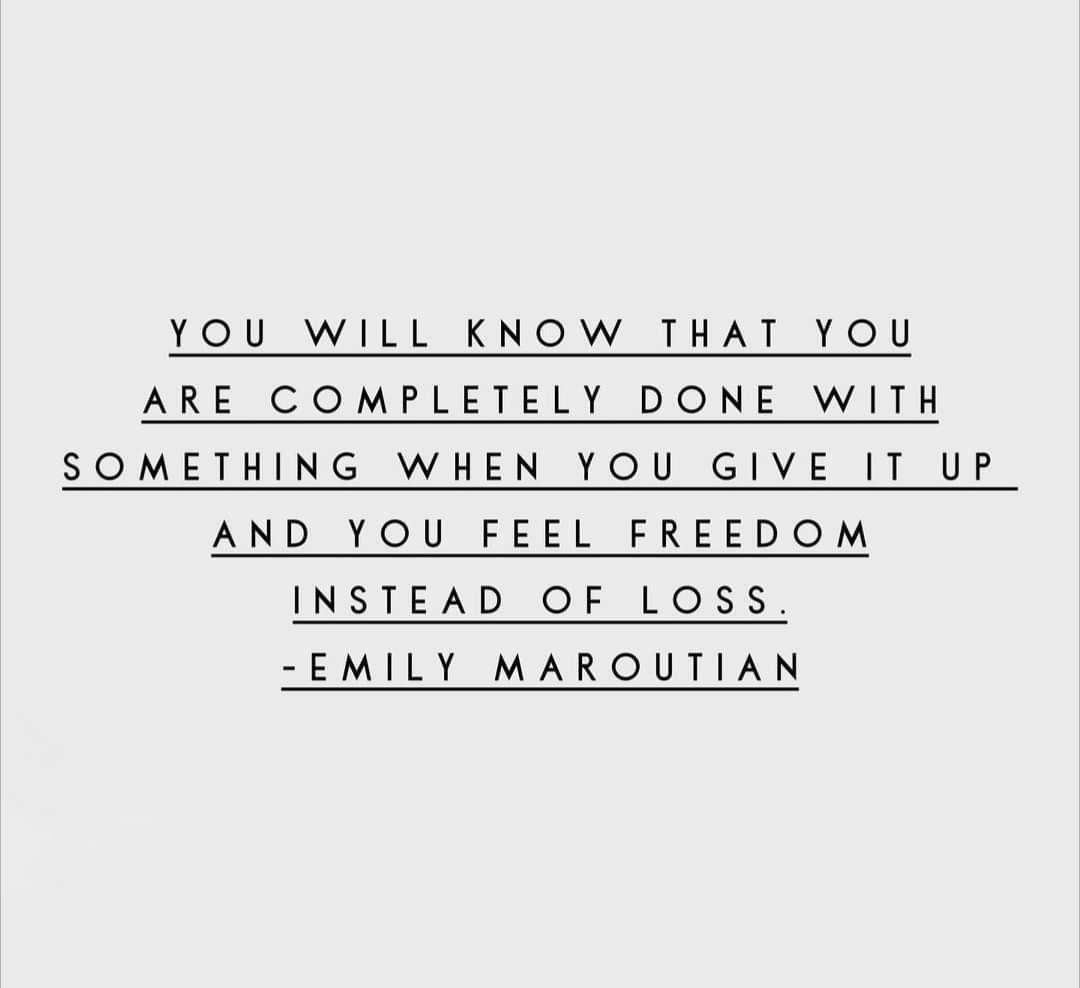 YOU WILL KNOW THAT YOU
ARE COMPLETELY DONE WITH
SOMETHING WHEN YOU GIVE IT UP
AND YOU FEEL FREEDOM
INSTEAD OF LOSS.
-EMILY MAROUTIAN